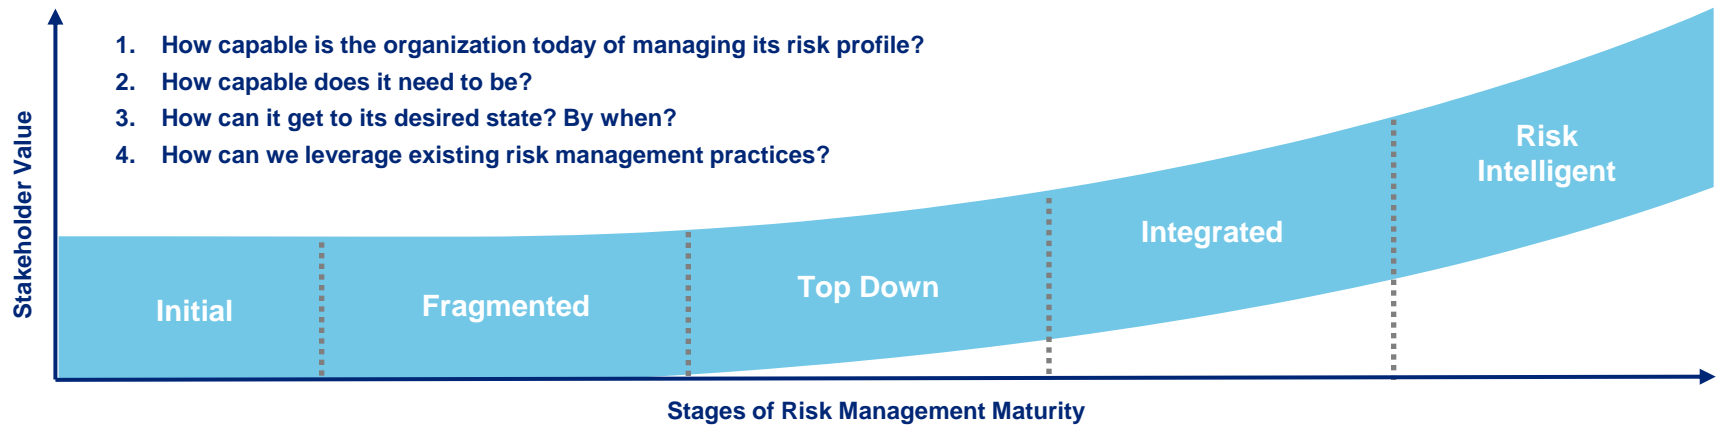 1. How capable is the organization today of managing its risk profile?
2. How capable does it need to be?
3. How can it get to its desired state? By when?
4. How can we leverage existing risk management practices?
Stakeholder Value
Initial
Fragmented
Top Down
Integrated
Risk
Intelligent
Stages of Risk Management Maturity